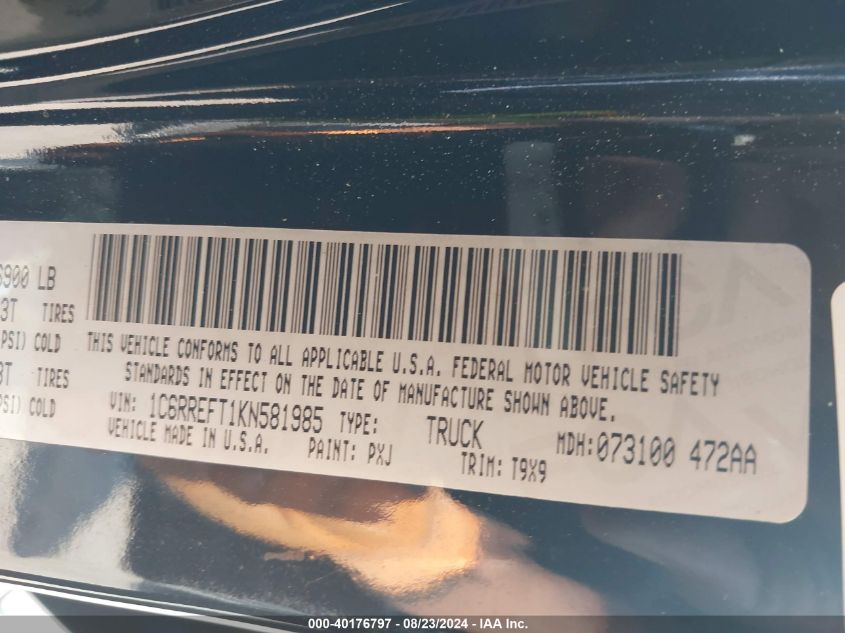 6900 LB
3T TIRES
PSI) COLD
3T TIRES
PSI) COLD
THIS VEHICLE CONFORMS TO ALL APPLICABLE U.S.A. FEDERAL MOTOR VEHICLE SAFETY
STANDARDS IN EFFECT ON THE DATE OF MANUFACTURE SHOWN ABOVE.
VIN: 1C6RREFT1KN581985 TYPE: TRUCK MDH:073100 472AA
VEHICLE MADE IN U.S.A. PAINT: PXJ TRIM: T9X9
000-40176797 - 08/23/2024 - IAA Inc.